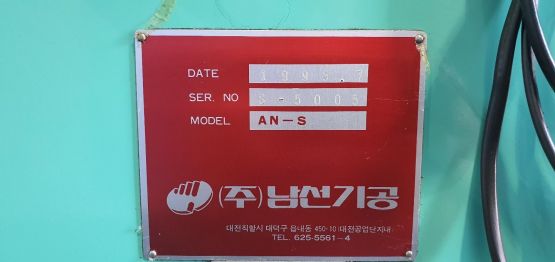 DATE 1995.7
SER. NO S-5005
MODEL AN-S
(주)남선기공
대전직할시 대덕구 읍내동 450-10 (대전공업단지내)
TEL. 625-5561~4